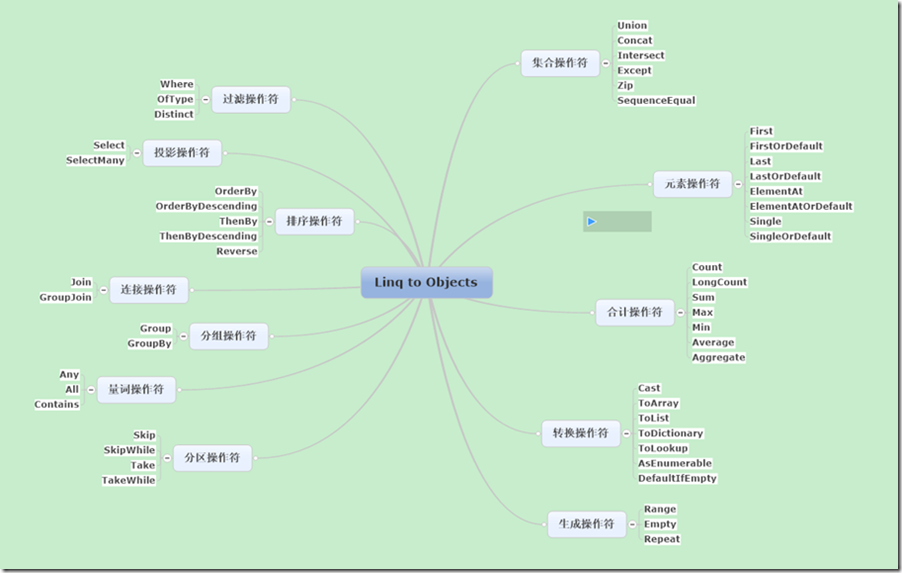 Linq to Objects
过滤操作符
Where
OfType
Distinct
投影操作符
Select
SelectMany
排序操作符
OrderBy
OrderByDescending
ThenBy
ThenByDescending
Reverse
连接操作符
Join
GroupJoin
分组操作符
Group
GroupBy
量词操作符
Any
All
Contains
分区操作符
Skip
SkipWhile
Take
TakeWhile
集合操作符
Union
Concat
Intersect
Except
Zip
SequenceEqual
元素操作符
First
FirstOrDefault
Last
LastOrDefault
ElementAt
ElementAtOrDefault
Single
SingleOrDefault
合计操作符
Count
LongCount
Sum
Max
Min
Average
Aggregate
转换操作符
Cast
ToArray
ToList
ToDictionary
ToLookup
AsEnumerable
DefaultIfEmpty
生成操作符
Range
Empty
Repeat